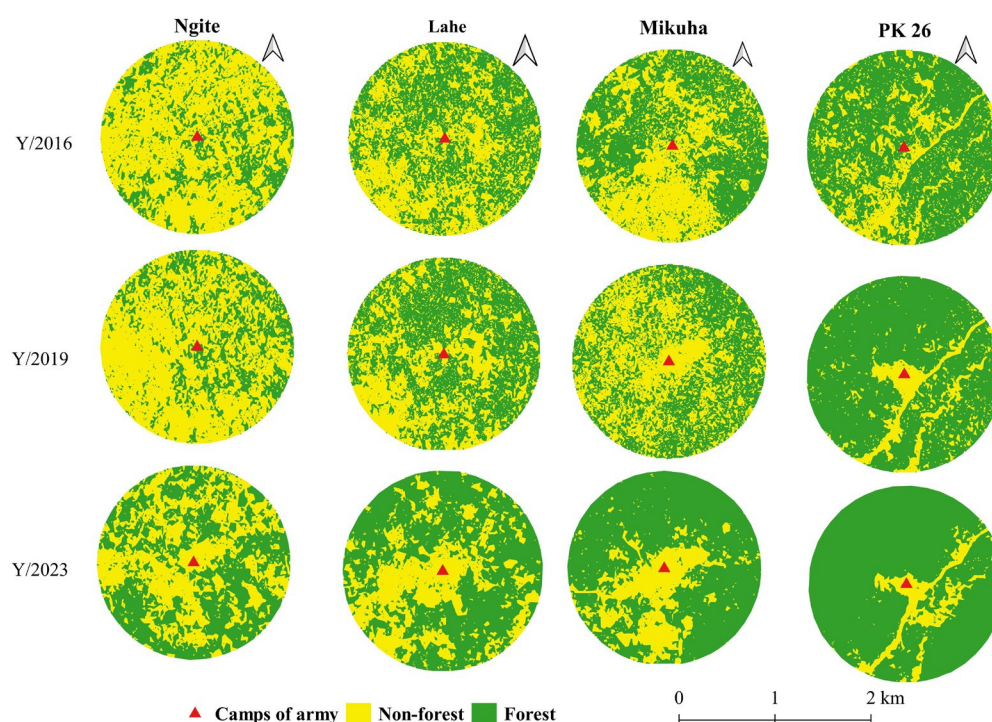 Ngite Lahe Mikuha PK 26
Y/2016
Y/2019
Y/2023
0 1 2 km
Camps of army Non-forest Forest